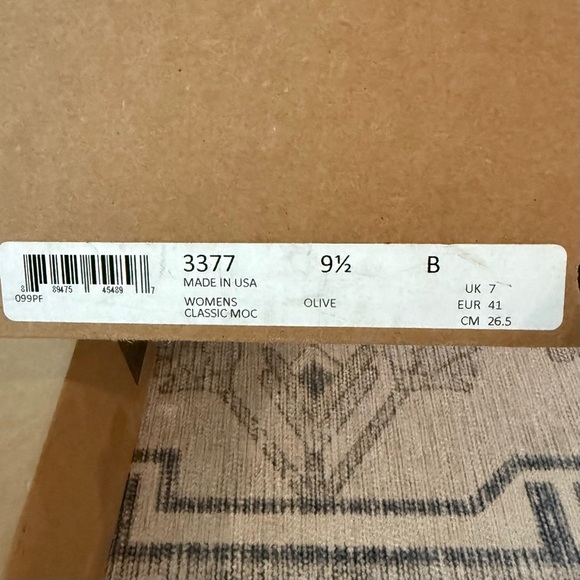 3377 9½ B
MADE IN USA
8 89475 45489 7
UK 7
099PF
WOMENS OLIVE EUR 41
CLASSIC MOC
CM 26.5